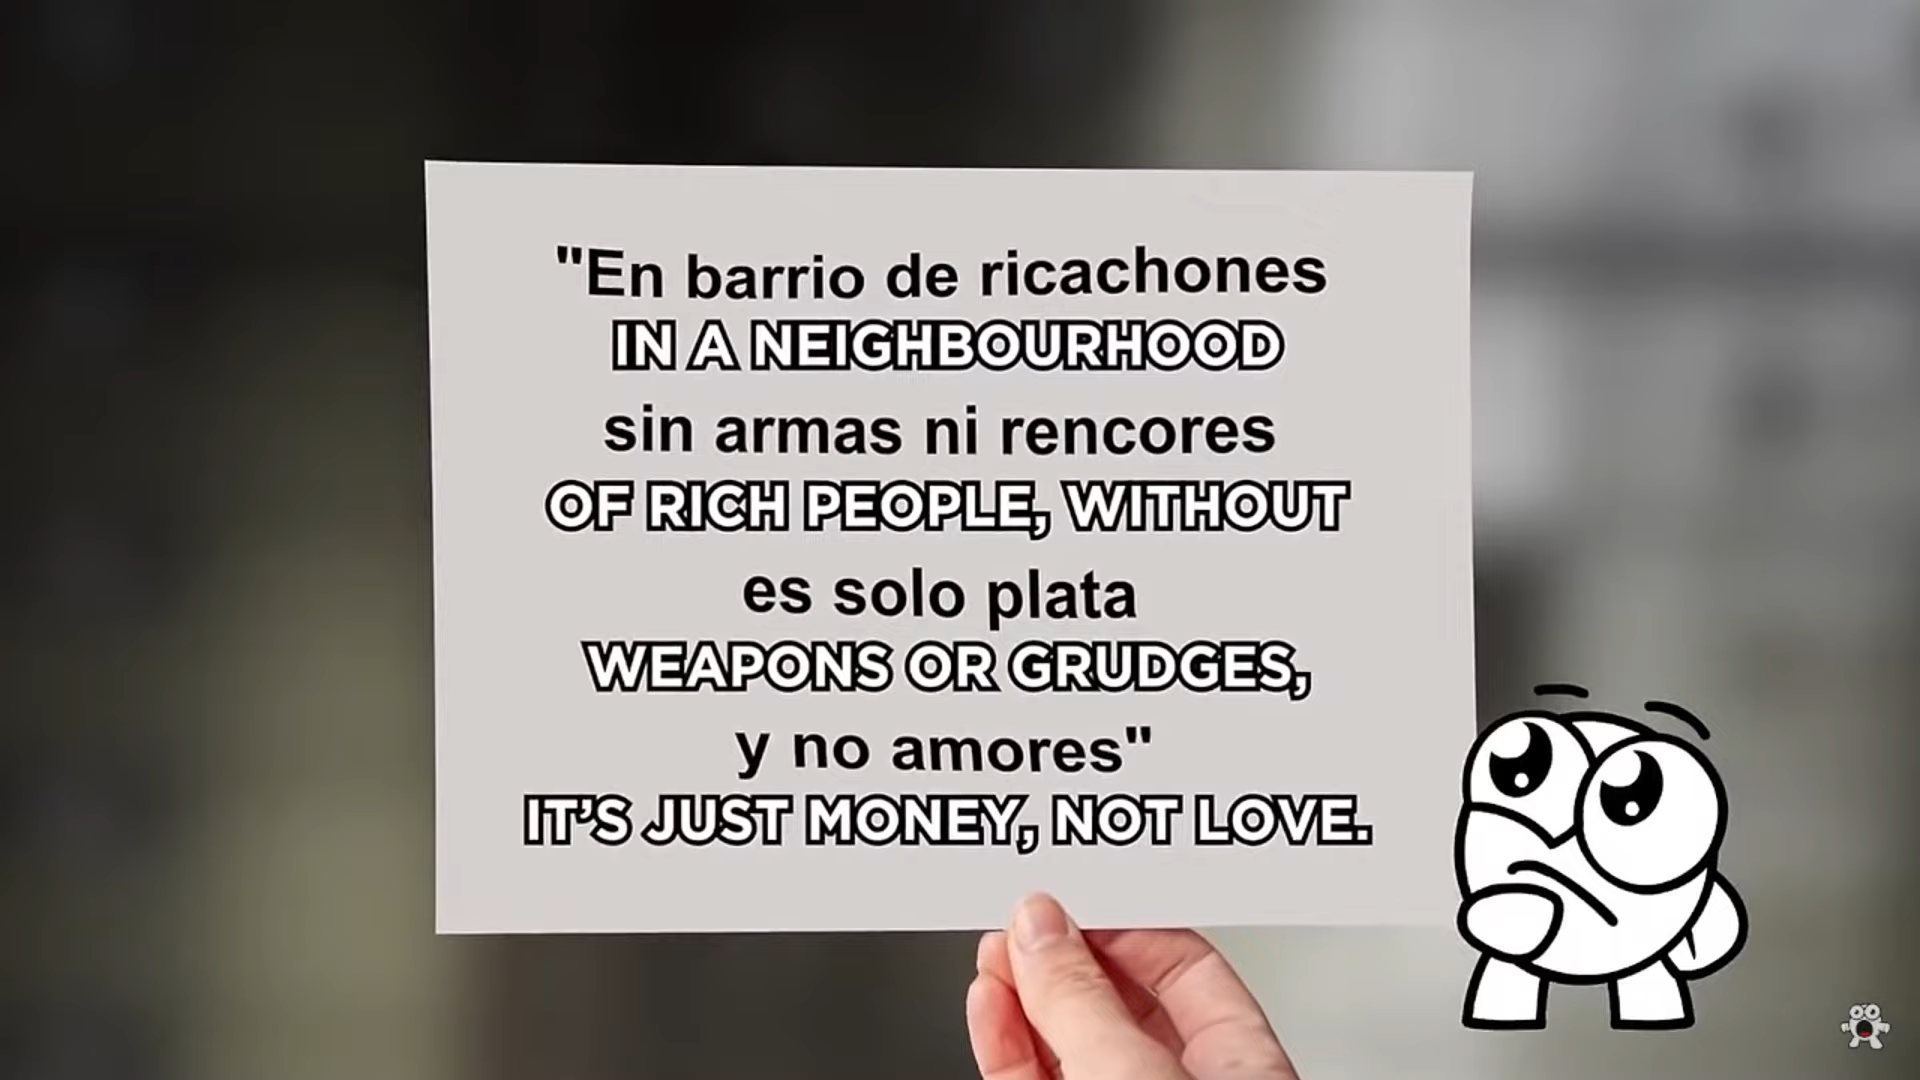 "En barrio de ricachones
IN A NEIGHBOURHOOD
sin armas ni rencores
OF RICH PEOPLE, WITHOUT
es solo plata
WEAPONS OR GRUDGES,
y no amores"
IT'S JUST MONEY, NOT LOVE.